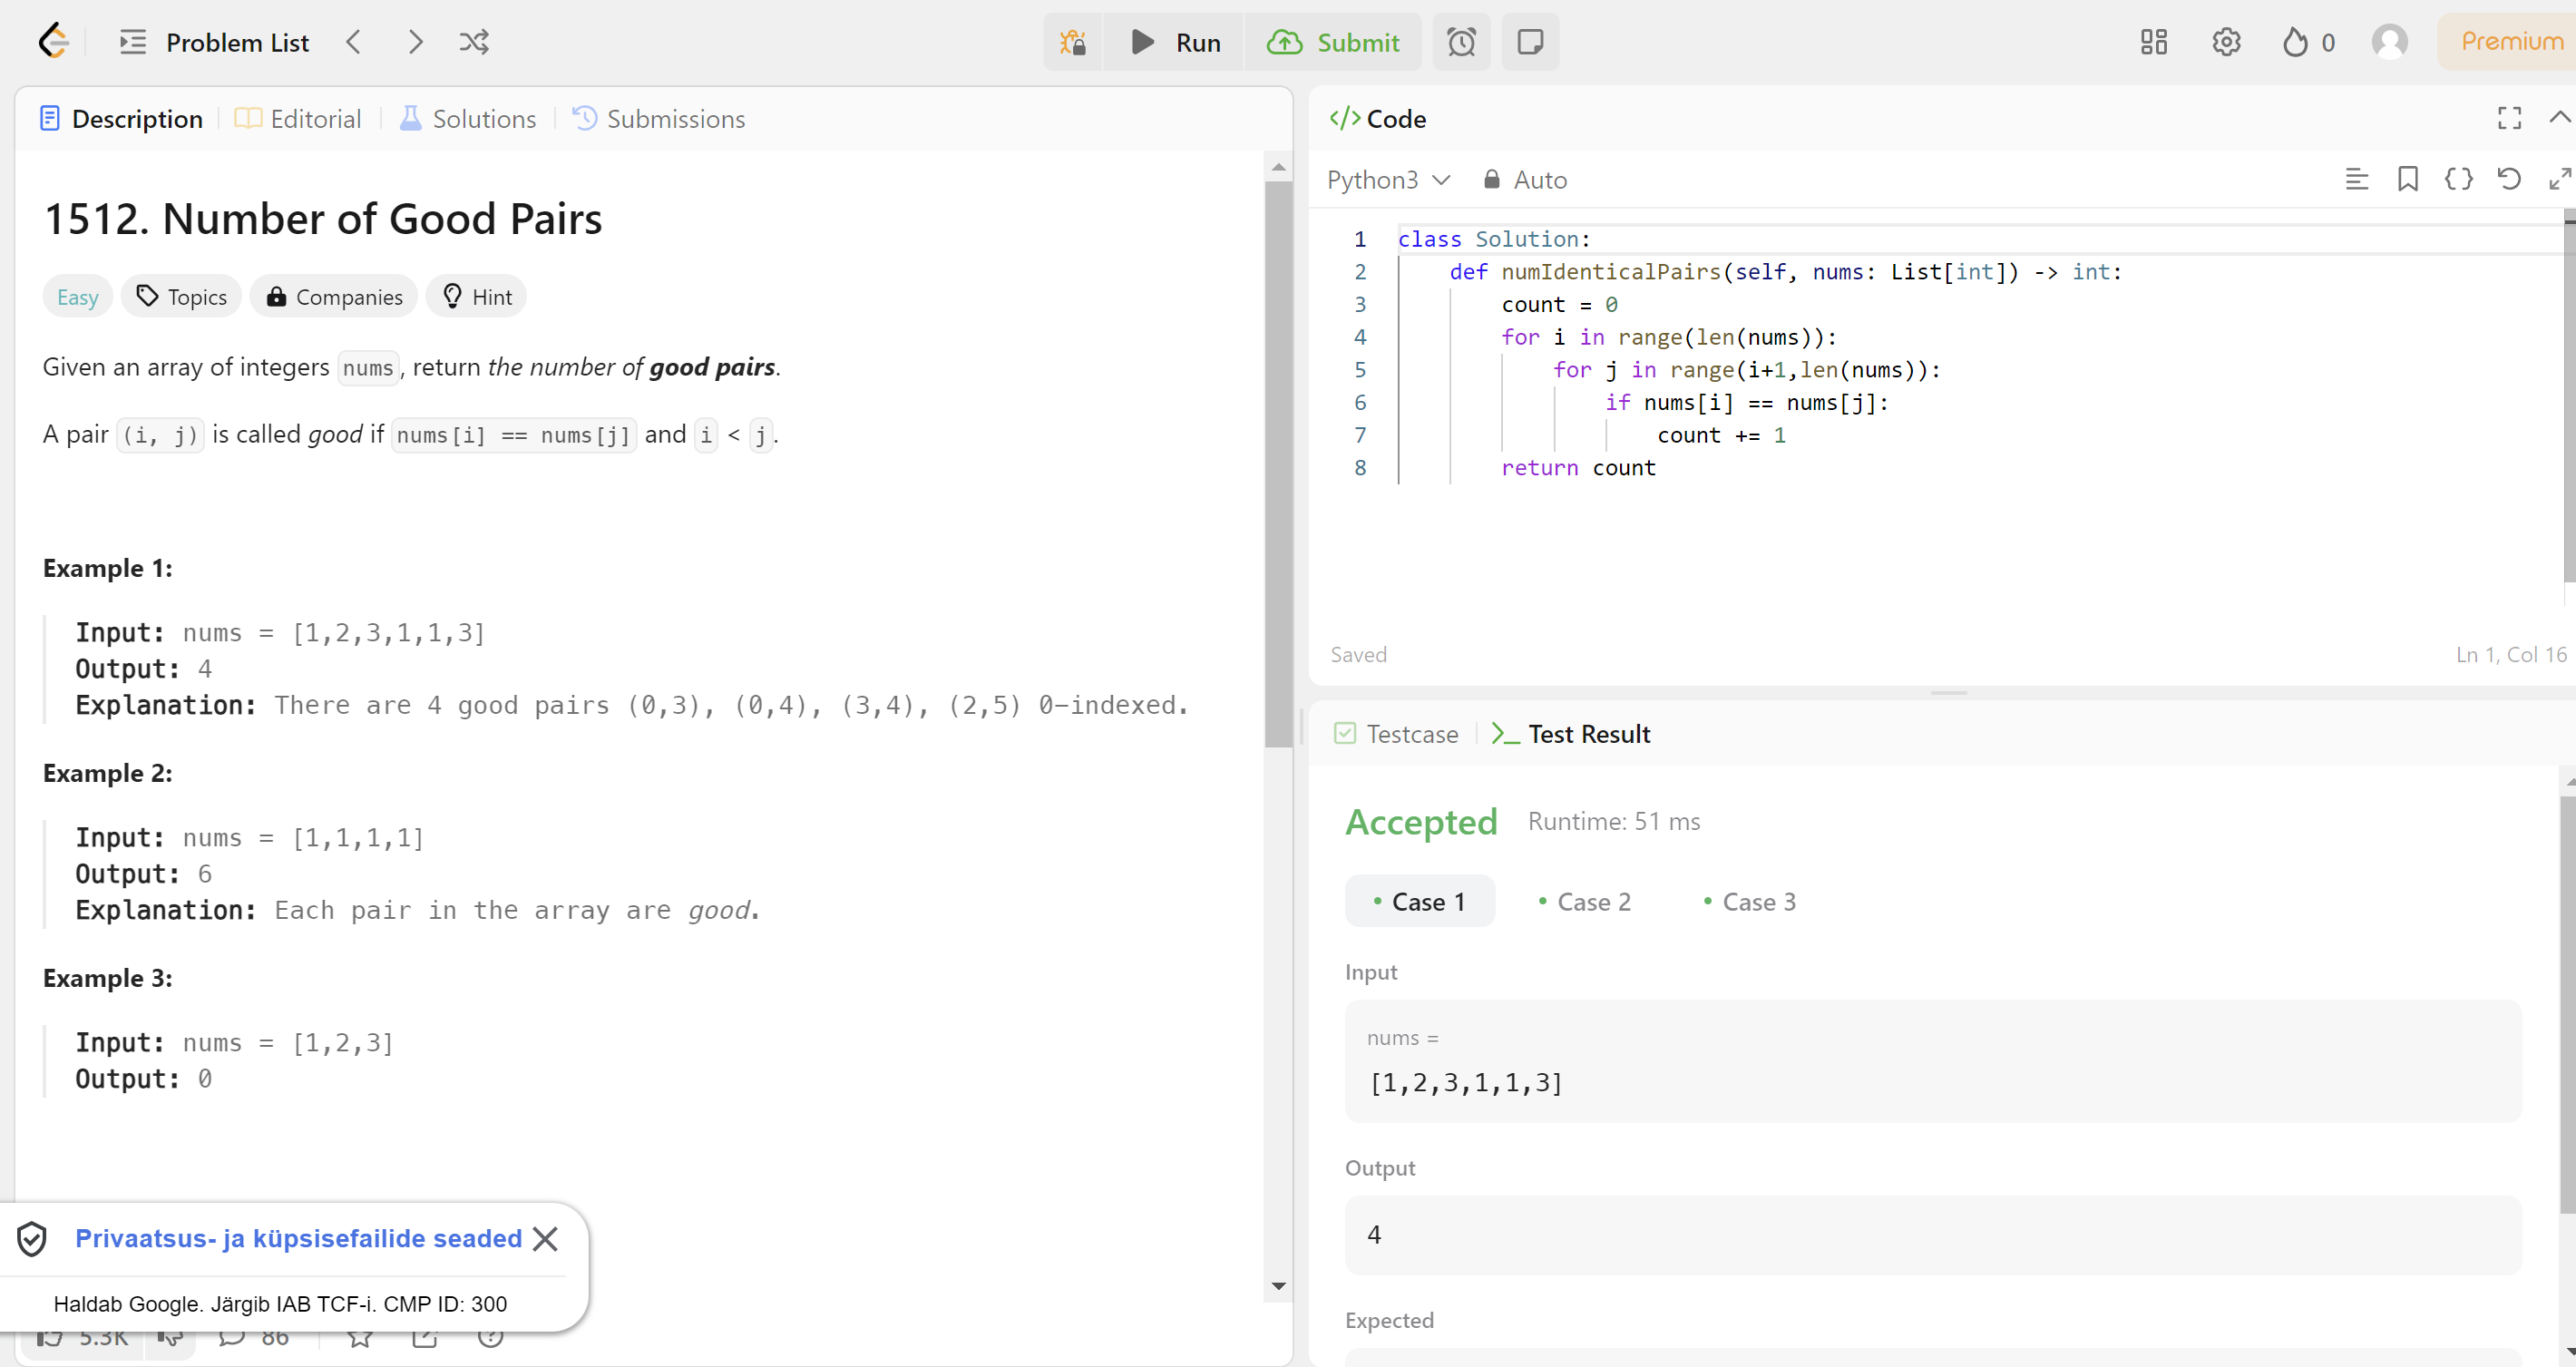 Problem List
Run
Submit
0
Premium
Description
Editorial
Solutions
Submissions
1512. Number of Good Pairs
Easy
Topics
Companies
Hint
Given an array of integers nums, return the number of good pairs.
A pair (i, j) is called good if nums[i] == nums[j] and i < j.
Example 1:
Input: nums = [1,2,3,1,1,3]
Output: 4
Explanation: There are 4 good pairs (0,3), (0,4), (3,4), (2,5) 0-indexed.
Example 2:
Input: nums = [1,1,1,1]
Output: 6
Explanation: Each pair in the array are good.
Example 3:
Input: nums = [1,2,3]
Output: 0
Privaatsus- ja küpsisefailide seaded
Haldab Google. Järgib IAB TCF-i. CMP ID: 300
5.3K
86
</> Code
Python3
Auto
1 class Solution:
2 def numIdenticalPairs(self, nums: List[int]) -> int:
3 count = 0
4 for i in range(len(nums)):
5 for j in range(i+1,len(nums)):
6 if nums[i] == nums[j]:
7 count += 1
8 return count
Saved
Ln 1, Col 16
Testcase
Test Result
Accepted
Runtime: 51 ms
Case 1
Case 2
Case 3
Input
nums =
[1,2,3,1,1,3]
Output
4
Expected